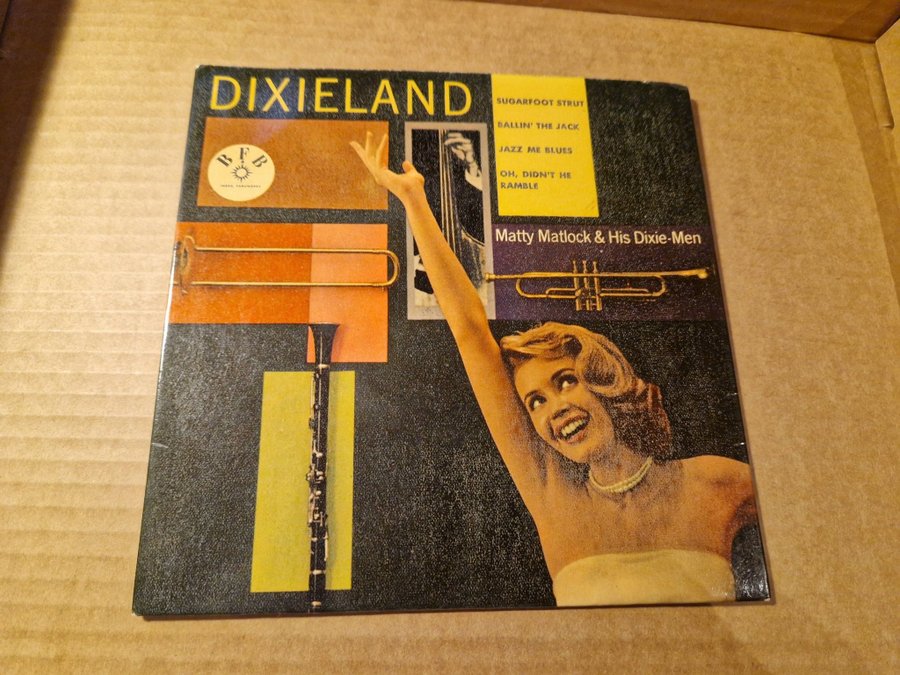 DIXIELAND
SUGARFOOT STRUT
BALLIN' THE JACK
JAZZ ME BLUES
OH, DIDN'T HE
RAMBLE
BFB
Matty Matlock & His Dixie-Men